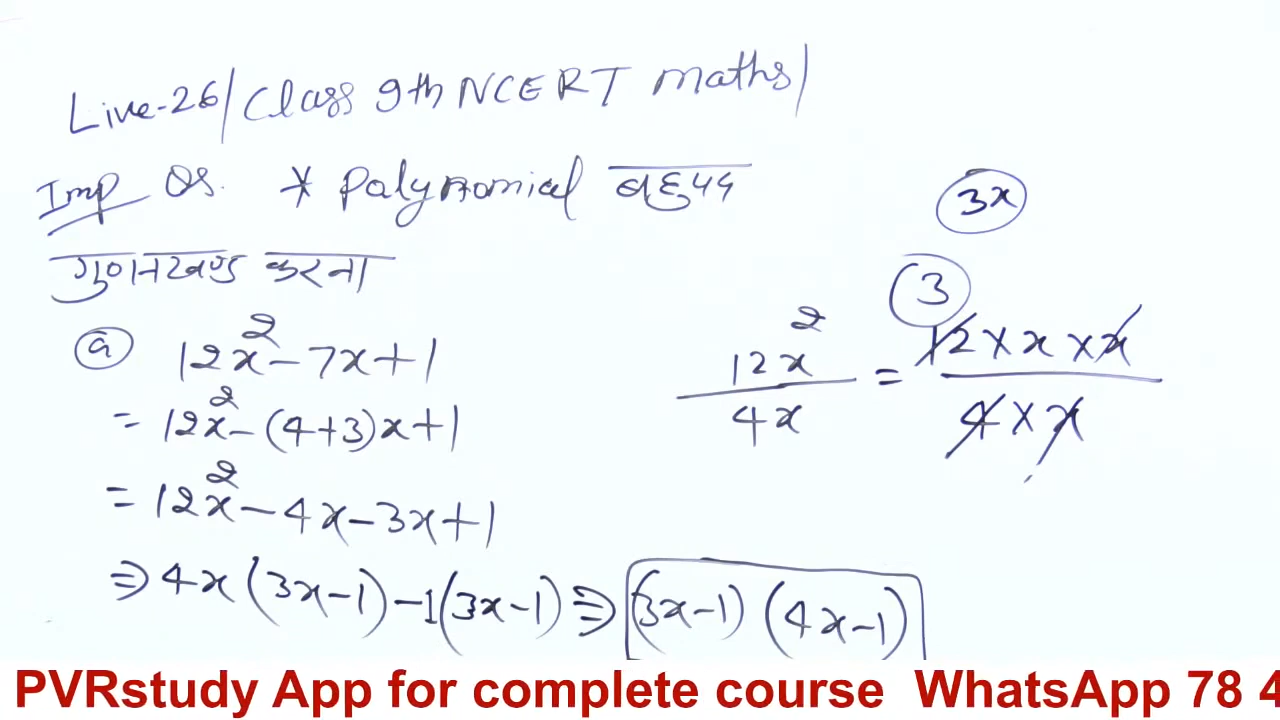 Live-26/Class 9th NCERT maths/
Imp Qs. * Polynomial बहुपद
गुणनखण्ड करना
(a) 12x² - 7x + 1
= 12x² - (4+3)x + 1
= 12x² - 4x - 3x + 1
⇒ 4x(3x-1) - 1(3x-1) ⇒ (3x-1) (4x-1)
3x
3
12x² / 4x = 12 × x × x / 4 × x
PVRstudy App for complete course WhatsApp 78 4